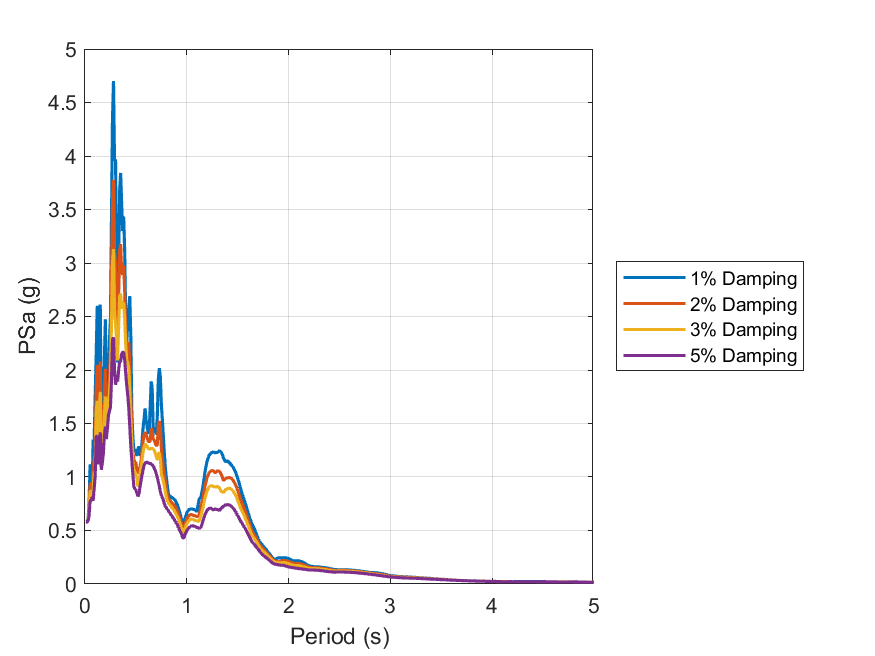 5
4.5
4
3.5
3
2.5
2
1.5
1
0.5
0
PSa (g)
0 1 2 3 4 5
Period (s)
1% Damping
2% Damping
3% Damping
5% Damping